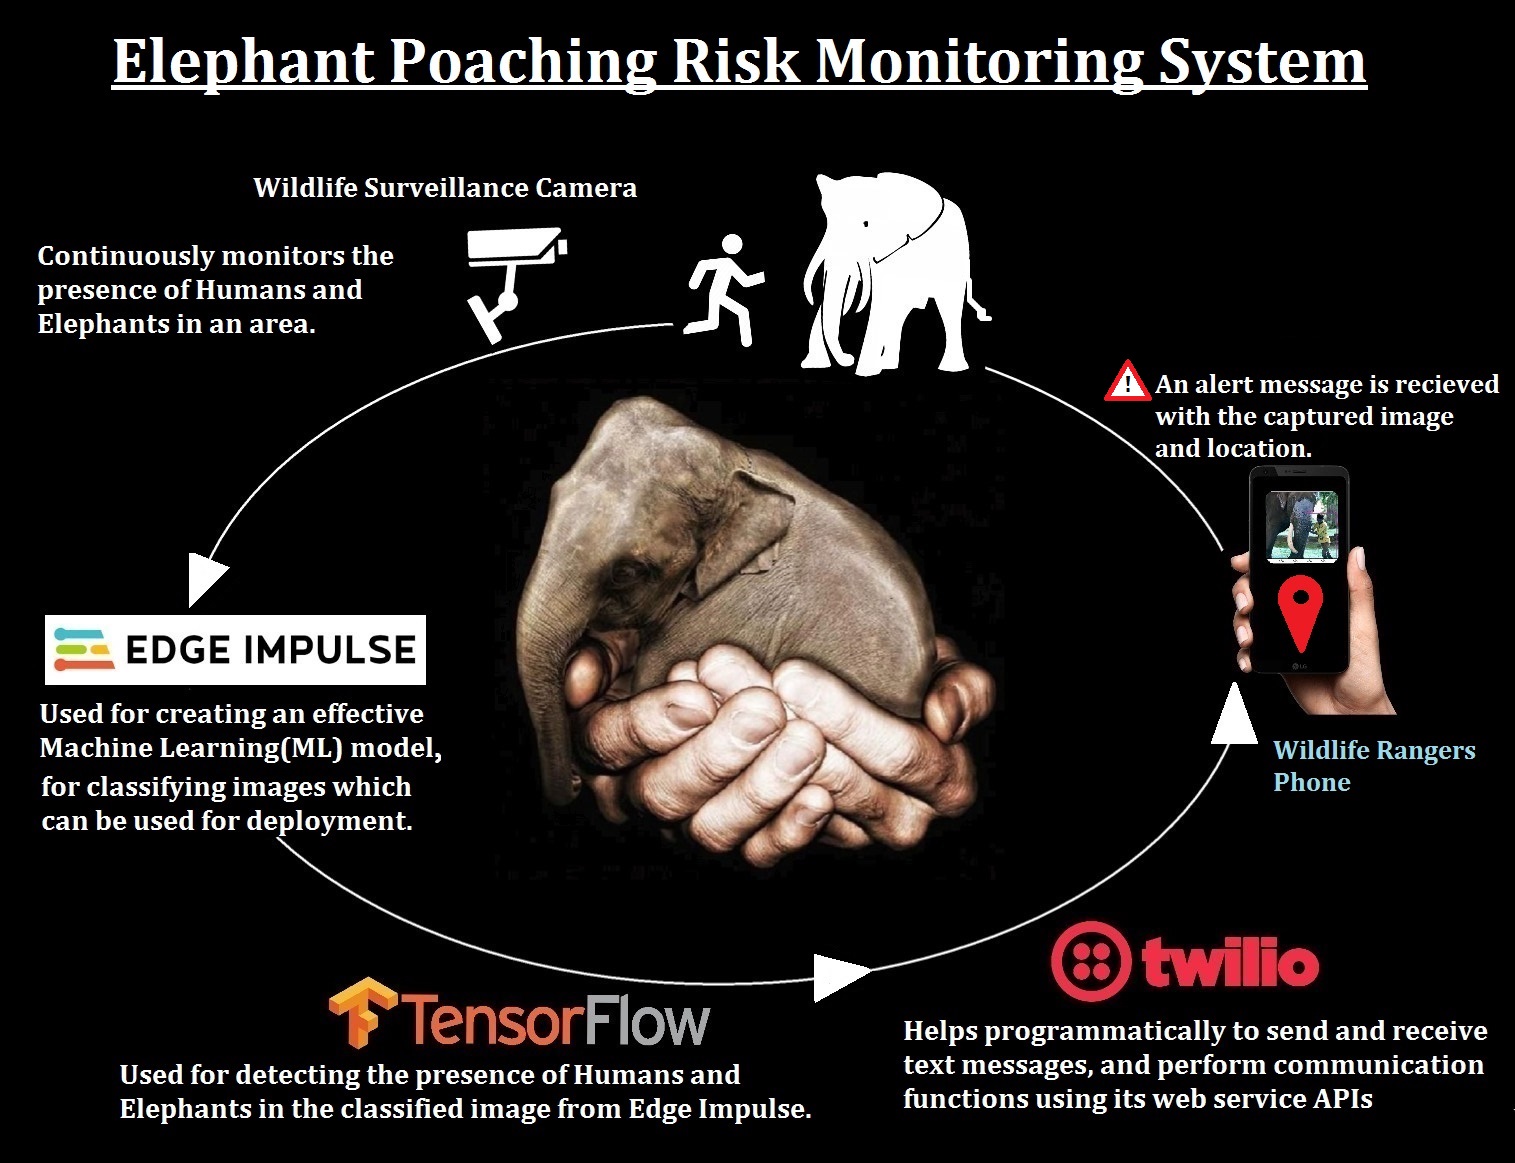 Elephant Poaching Risk Monitoring System
Wildlife Surveillance Camera
Continuously monitors the
presence of Humans and
Elephants in an area.
An alert message is recieved
with the captured image
and location.
LG
Wildlife Rangers
Phone
EDGE IMPULSE
Used for creating an effective
Machine Learning(ML) model,
for classifying images which
can be used for deployment.
TensorFlow
Used for detecting the presence of Humans and
Elephants in the classified image from Edge Impulse.
twilio
Helps programmatically to send and receive
text messages, and perform communication
functions using its web service APIs